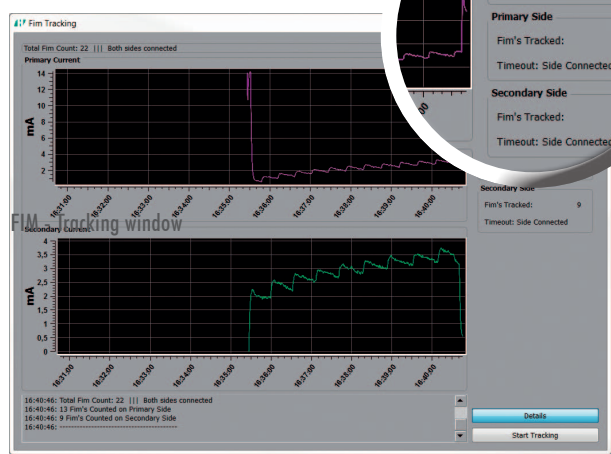 Fim Tracking
Total Fim Count: 22 ||| Both sides connected
Primary Current
14
12
10
8
6
4
2
mA
16:31:00
16:32:00
16:33:00
16:34:00
16:35:00
16:36:00
16:37:00
16:38:00
16:39:00
16:40:00
Primary Side
Fim's Tracked:
Timeout: Side Connected
Secondary Side
Fim's Tracked:
Timeout: Side Connected
Secondary Side
Fim's Tracked: 9
Timeout: Side Connected
FIM - Tracking window
Secondary Current
4
3,5
3
2,5
2
1,5
1
0,5
0
mA
16:31:00
16:32:00
16:33:00
16:34:00
16:35:00
16:36:00
16:37:00
16:38:00
16:39:00
16:40:00
16:40:46: Total Fim Count: 22 ||| Both sides connected
16:40:46: 13 Fim's Counted on Primary Side
16:40:46: 9 Fim's Counted on Secondary Side
16:40:46: ----------------------------------------
Details
Start Tracking